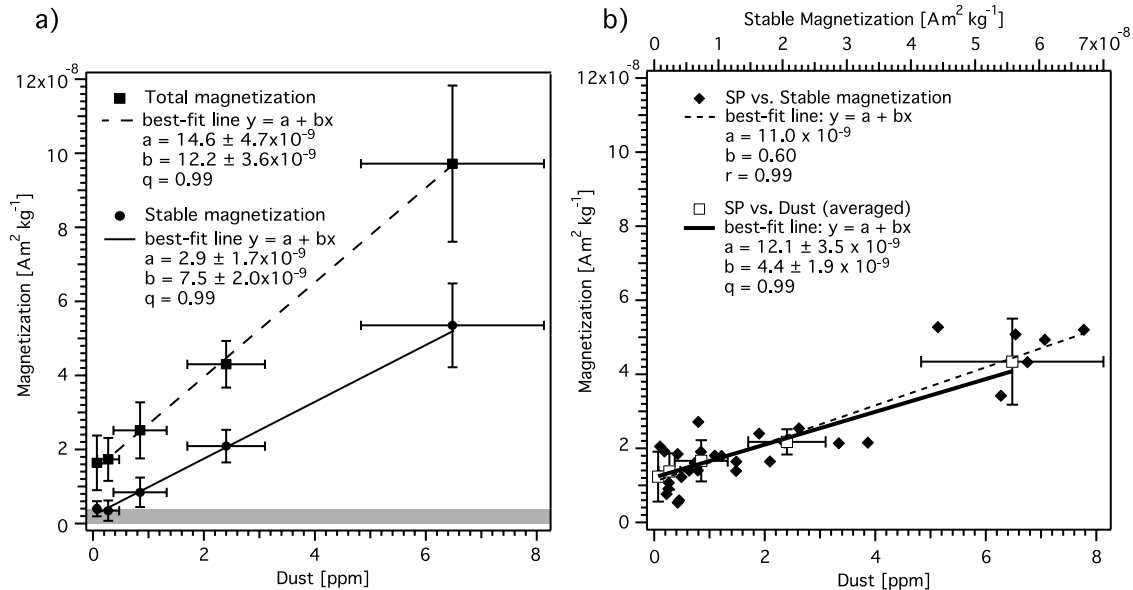 a)
12x10⁻⁸
10
8
6
4
2
0
Magnetization [Am² kg⁻¹]
Total magnetization
best-fit line y = a + bx
a = 14.6 ± 4.7x10⁻⁹
b = 12.2 ± 3.6x10⁻⁹
q = 0.99
Stable magnetization
best-fit line y = a + bx
a = 2.9 ± 1.7x10⁻⁹
b = 7.5 ± 2.0x10⁻⁹
q = 0.99
0 2 4 6 8
Dust [ppm]
b)
Stable Magnetization [Am² kg⁻¹]
0 1 2 3 4 5 6 7x10⁻⁸
12x10⁻⁸
10
8
6
4
2
0
Magnetization [Am² kg⁻¹]
SP vs. Stable magnetization
best-fit line: y = a + bx
a = 11.0 x 10⁻⁹
b = 0.60
r = 0.99
SP vs. Dust (averaged)
best-fit line: y = a + bx
a = 12.1 ± 3.5 x 10⁻⁹
b = 4.4 ± 1.9 x 10⁻⁹
q = 0.99
0 2 4 6 8
Dust [ppm]